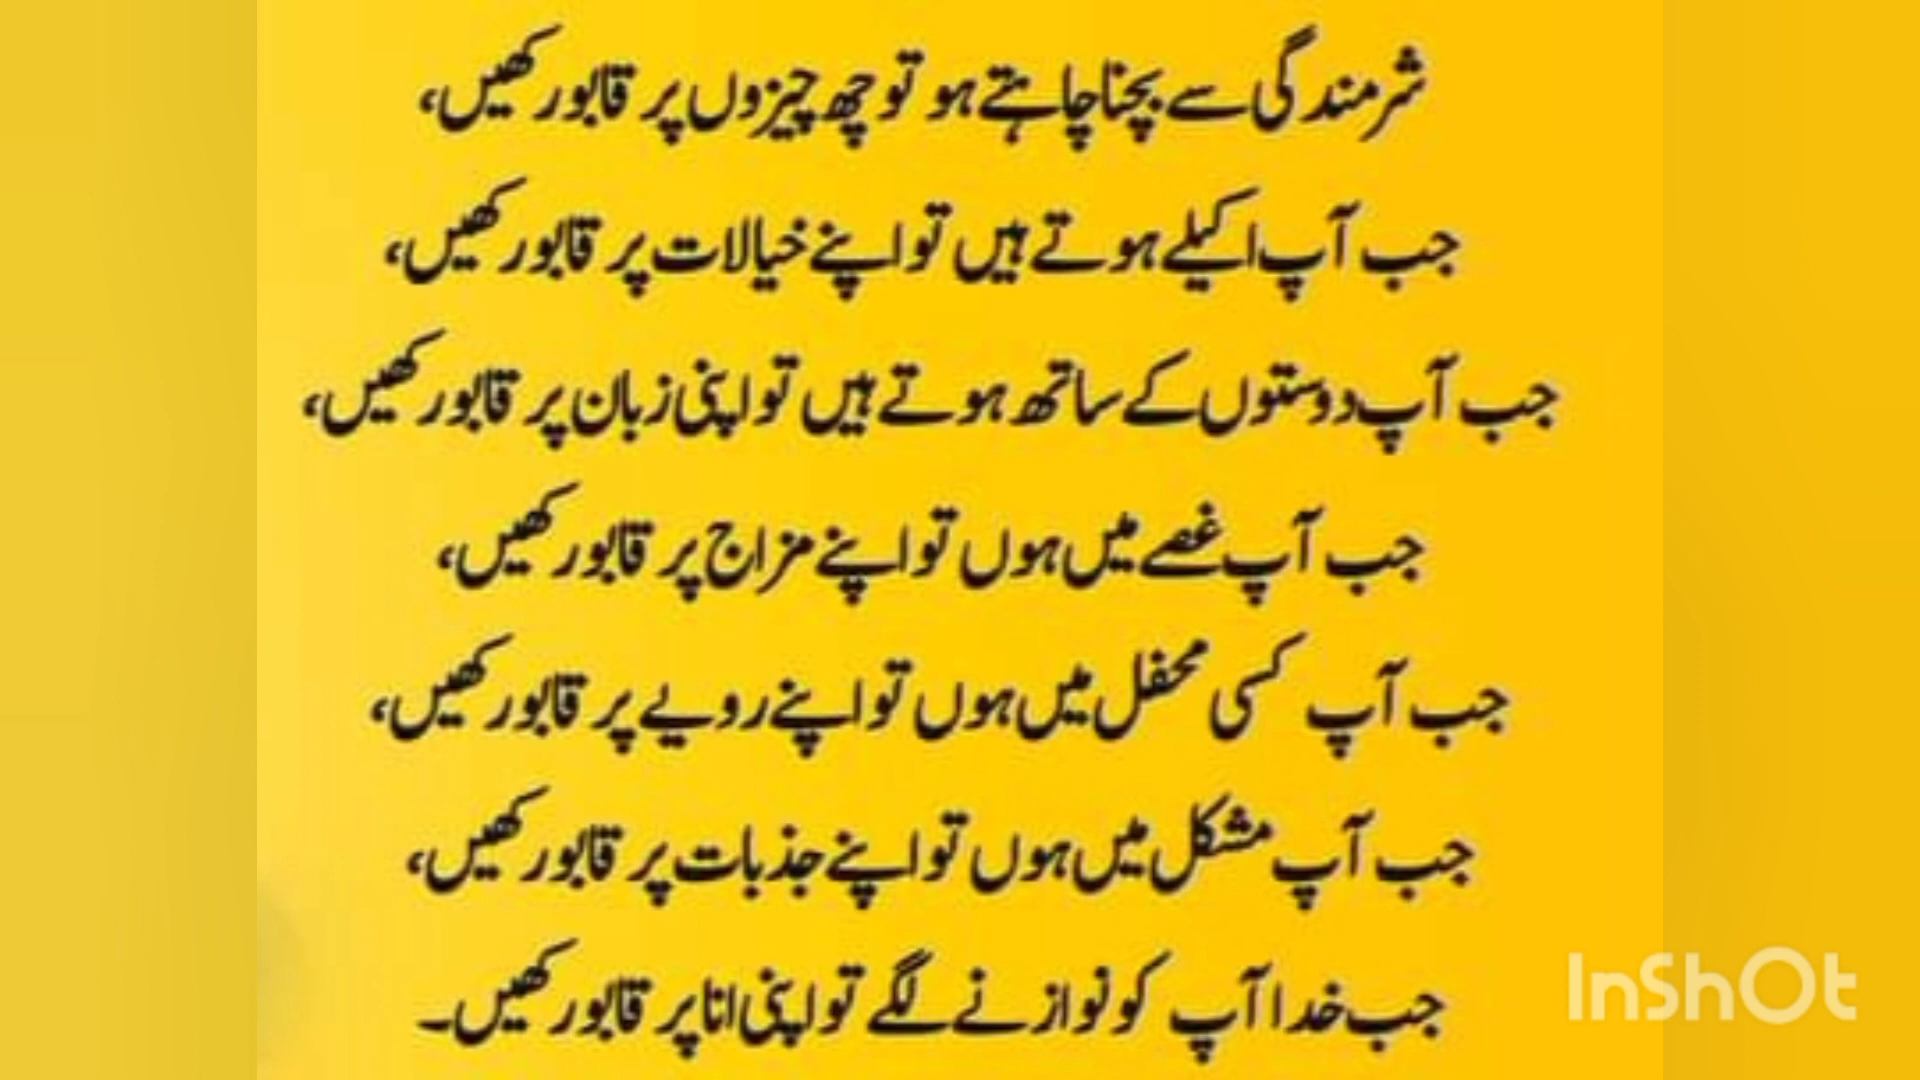 شرمندگی سے بچنا چاہتے ہو تو چھ چیزوں پر قابو رکھیں،
جب آپ اکیلے ہوتے ہیں تو اپنے خیالات پر قابو رکھیں،
جب آپ دوستوں کے ساتھ ہوتے ہیں تو اپنی زبان پر قابو رکھیں،
جب آپ غصے میں ہوں تو اپنے مزاج پر قابو رکھیں،
جب آپ کسی محفل میں ہوں تو اپنے رویے پر قابو رکھیں،
جب آپ مشکل میں ہوں تو اپنے جذبات پر قابو رکھیں،
جب خدا آپ کو نوازنے لگے تو اپنی انا پر قابو رکھیں۔
InShOt